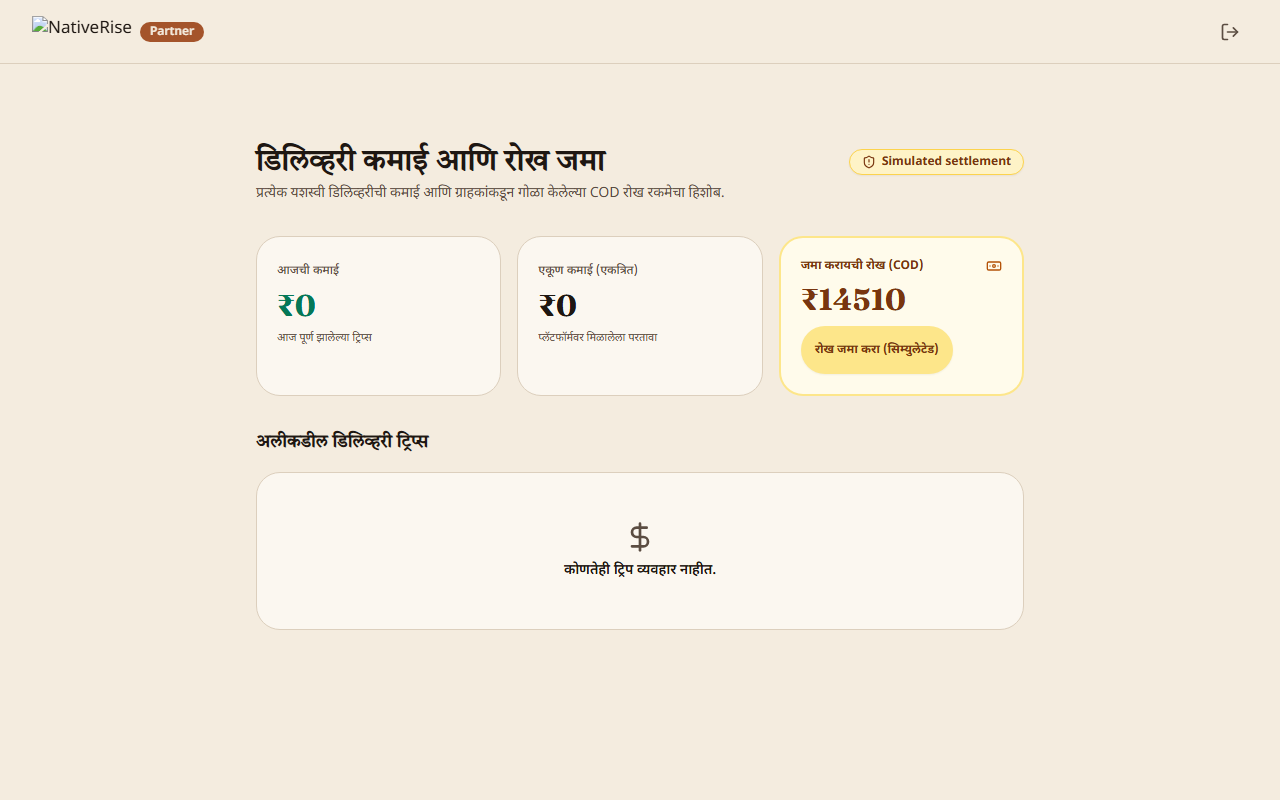 NativeRise
Partner
डिलिव्हरी कमाई आणि रोख जमा
Simulated settlement
प्रत्येक यशस्वी डिलिव्हरीची कमाई आणि ग्राहकांकडून गोळा केलेल्या COD रोख रकमेचा हिशोब.
आजची कमाई
₹0
आज पूर्ण झालेल्या ट्रिप्स
एकूण कमाई (एकत्रित)
₹0
प्लॅटफॉर्मवर मिळालेला परतावा
जमा करायची रोख (COD)
₹14510
रोख जमा करा (सिम्युलेटेड)
अलीकडील डिलिव्हरी ट्रिप्स
कोणतेही ट्रिप व्यवहार नाहीत.